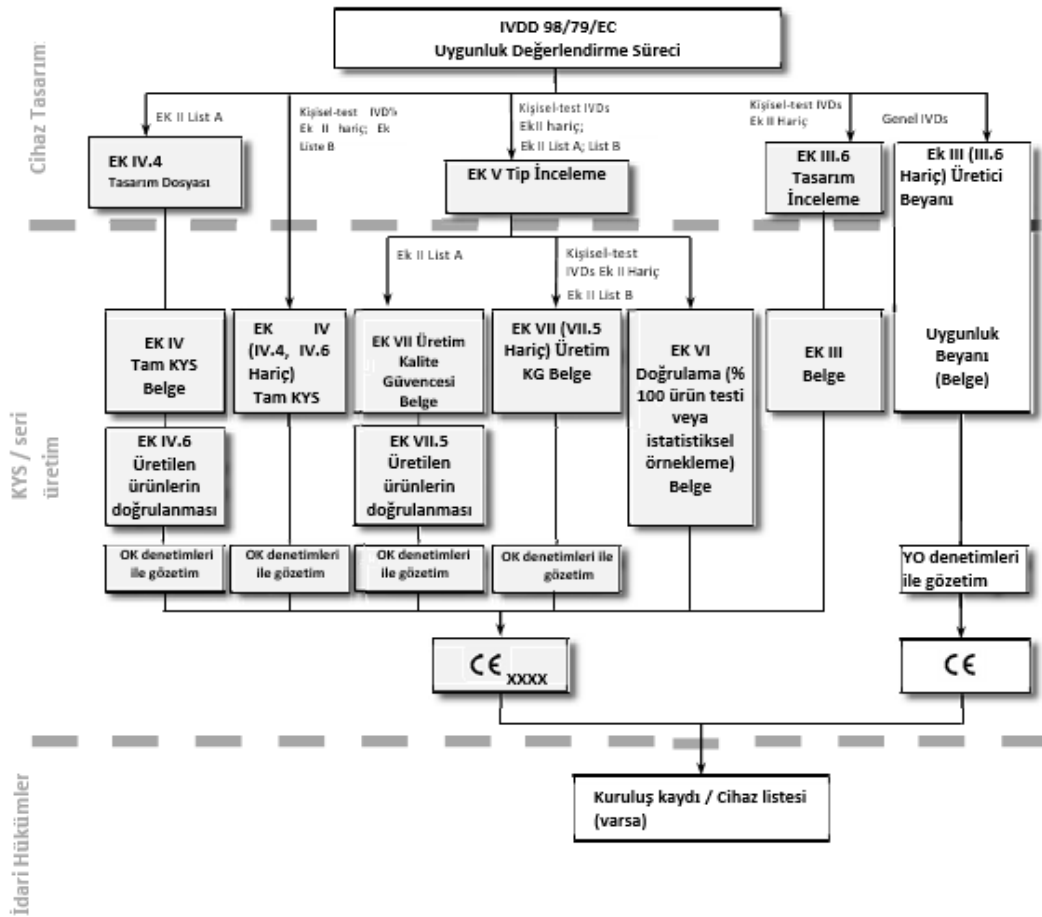 IVDD 98/79/EC
Uygunluk Değerlendirme Süreci
Cihaz Tasarım
EK II List A
Kişisel-test IVD%
Ek II hariç; Ek
Liste B
Kişisel-test IVDs
EkII hariç;
Ek II List A; List B
Kişisel-test IVDs
Ek II Hariç
Genel IVDs
EK IV.4
Tasarım Dosyası
EK V Tip İnceleme
EK III.6
Tasarım
İnceleme
Ek III (III.6
Hariç) Üretici
Beyanı
Ek II List A
Kişisel-test
IVDs Ek II Hariç
Ek II List B
KYS / seri
üretim
EK IV
Tam KYS
Belge
EK IV
(IV.4, IV.6
Hariç)
Tam KYS
EK VII Üretim
Kalite
Güvencesi
Belge
EK VII (VII.5
Hariç) Üretim
KG Belge
EK VI
Doğrulama (%
100 ürün testi
veya
istatistiksel
örnekleme)
Belge
EK III
Belge
Uygunluk
Beyanı
(Belge)
EK IV.6
Üretilen
ürünlerin
doğrulanması
EK VII.5
Üretilen
ürünlerin
doğrulanması
OK denetimleri
ile gözetim
OK denetimleri
ile gözetim
OK denetimleri
ile gözetim
OK denetimleri ile
gözetim
YO denetimleri
ile gözetim
CE XXXX
CE
İdari Hükümler
Kuruluş kaydı / Cihaz listesi
(varsa)